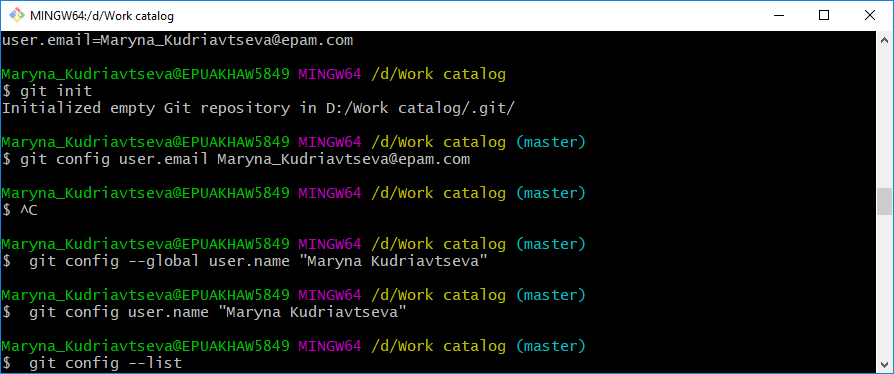 MINGW64:/d/Work catalog
user.email=Maryna_Kudriavtseva@epam.com
Maryna_Kudriavtseva@EPUAKHAW5849 MINGW64 /d/Work catalog
$ git init
Initialized empty Git repository in D:/Work catalog/.git/
Maryna_Kudriavtseva@EPUAKHAW5849 MINGW64 /d/Work catalog (master)
$ git config user.email Maryna_Kudriavtseva@epam.com
Maryna_Kudriavtseva@EPUAKHAW5849 MINGW64 /d/Work catalog (master)
$ ^C
Maryna_Kudriavtseva@EPUAKHAW5849 MINGW64 /d/Work catalog (master)
$  git config --global user.name "Maryna Kudriavtseva"
Maryna_Kudriavtseva@EPUAKHAW5849 MINGW64 /d/Work catalog (master)
$  git config user.name "Maryna Kudriavtseva"
Maryna_Kudriavtseva@EPUAKHAW5849 MINGW64 /d/Work catalog (master)
$  git config --list